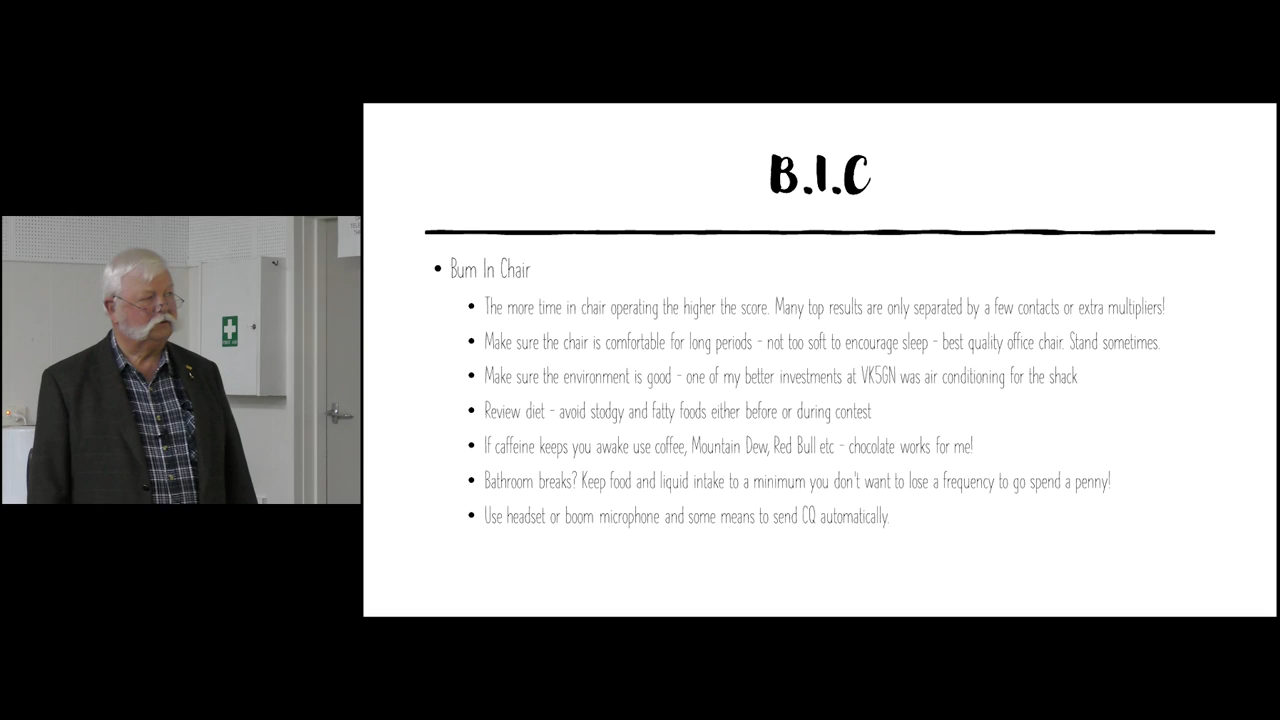 B.I.C
Bum In Chair
The more time in chair operating the higher the score. Many top results are only separated by a few contacts or extra multipliers!
Make sure the chair is comfortable for long periods - not too soft to encourage sleep - best quality office chair. Stand sometimes.
Make sure the environment is good - one of my better investments at VK5GN was air conditioning for the shack
Review diet - avoid stodgy and fatty foods either before or during contest
If caffeine keeps you awake use coffee, Mountain Dew, Red Bull etc - chocolate works for me!
Bathroom breaks? Keep food and liquid intake to a minimum you don't want to lose a frequency to go spend a penny!
Use headset or boom microphone and some means to send CQ automatically.